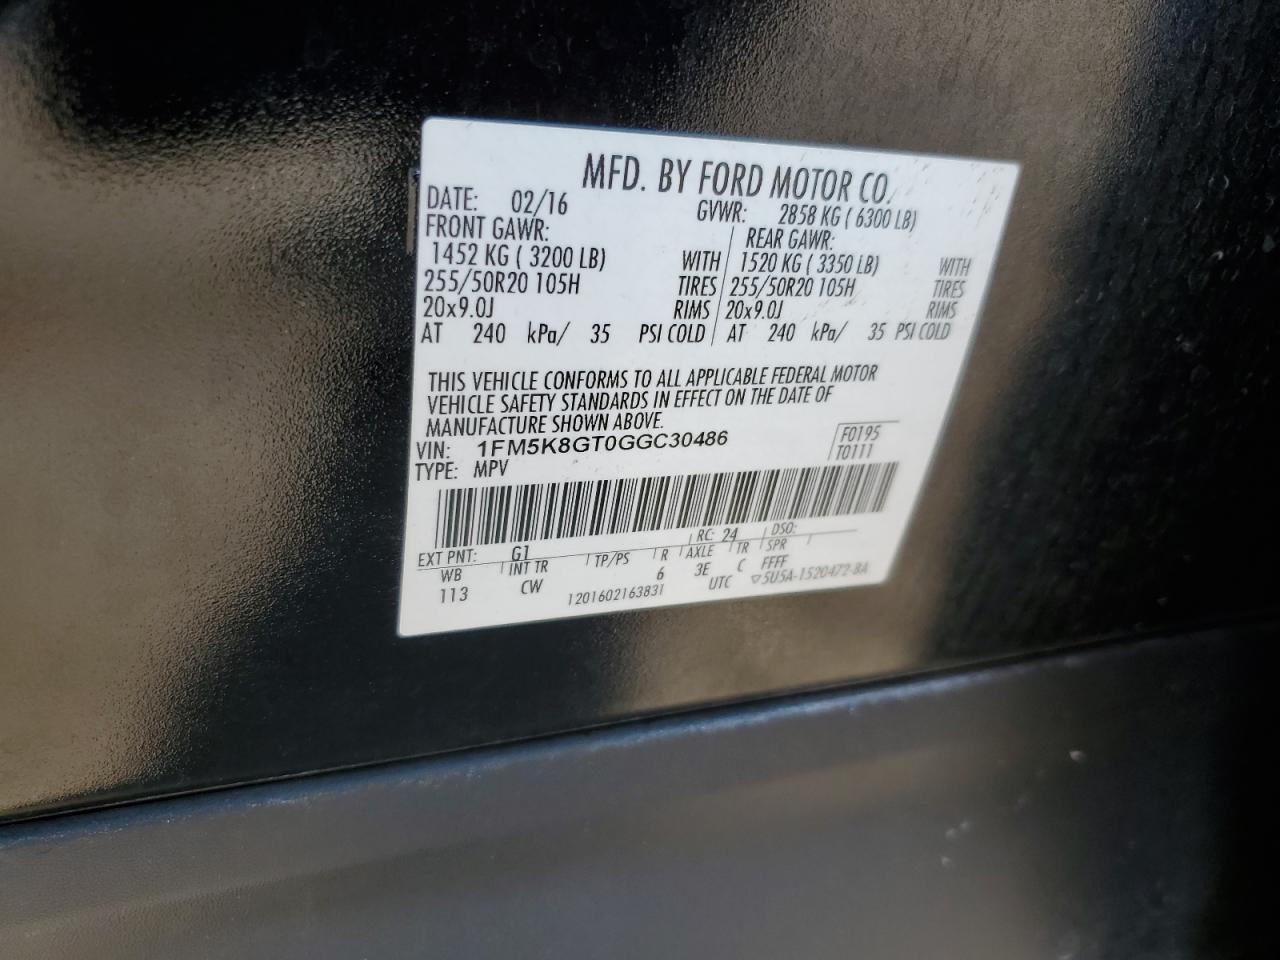 MFD. BY FORD MOTOR CO.
DATE: 02/16 GVWR: 2858 KG ( 6300 LB)
FRONT GAWR: REAR GAWR:
1452 KG ( 3200 LB) WITH 1520 KG ( 3350 LB) WITH
255/50R20 105H TIRES 255/50R20 105H TIRES
20x9.0J RIMS 20x9.0J RIMS
AT 240 kPa/ 35 PSI COLD AT 240 kPa/ 35 PSI COLD
THIS VEHICLE CONFORMS TO ALL APPLICABLE FEDERAL MOTOR
VEHICLE SAFETY STANDARDS IN EFFECT ON THE DATE OF
MANUFACTURE SHOWN ABOVE.
VIN: 1FM5K8GT0GGC30486 F0195
TYPE: MPV T0111
EXT PNT: G1 RC: 24 DSO:
WB INT TR TP/PS R AXLE TR SPR
113 CW 6 3E C FFFF
1201602163831 UTC ▽5U5A-1520472-BA